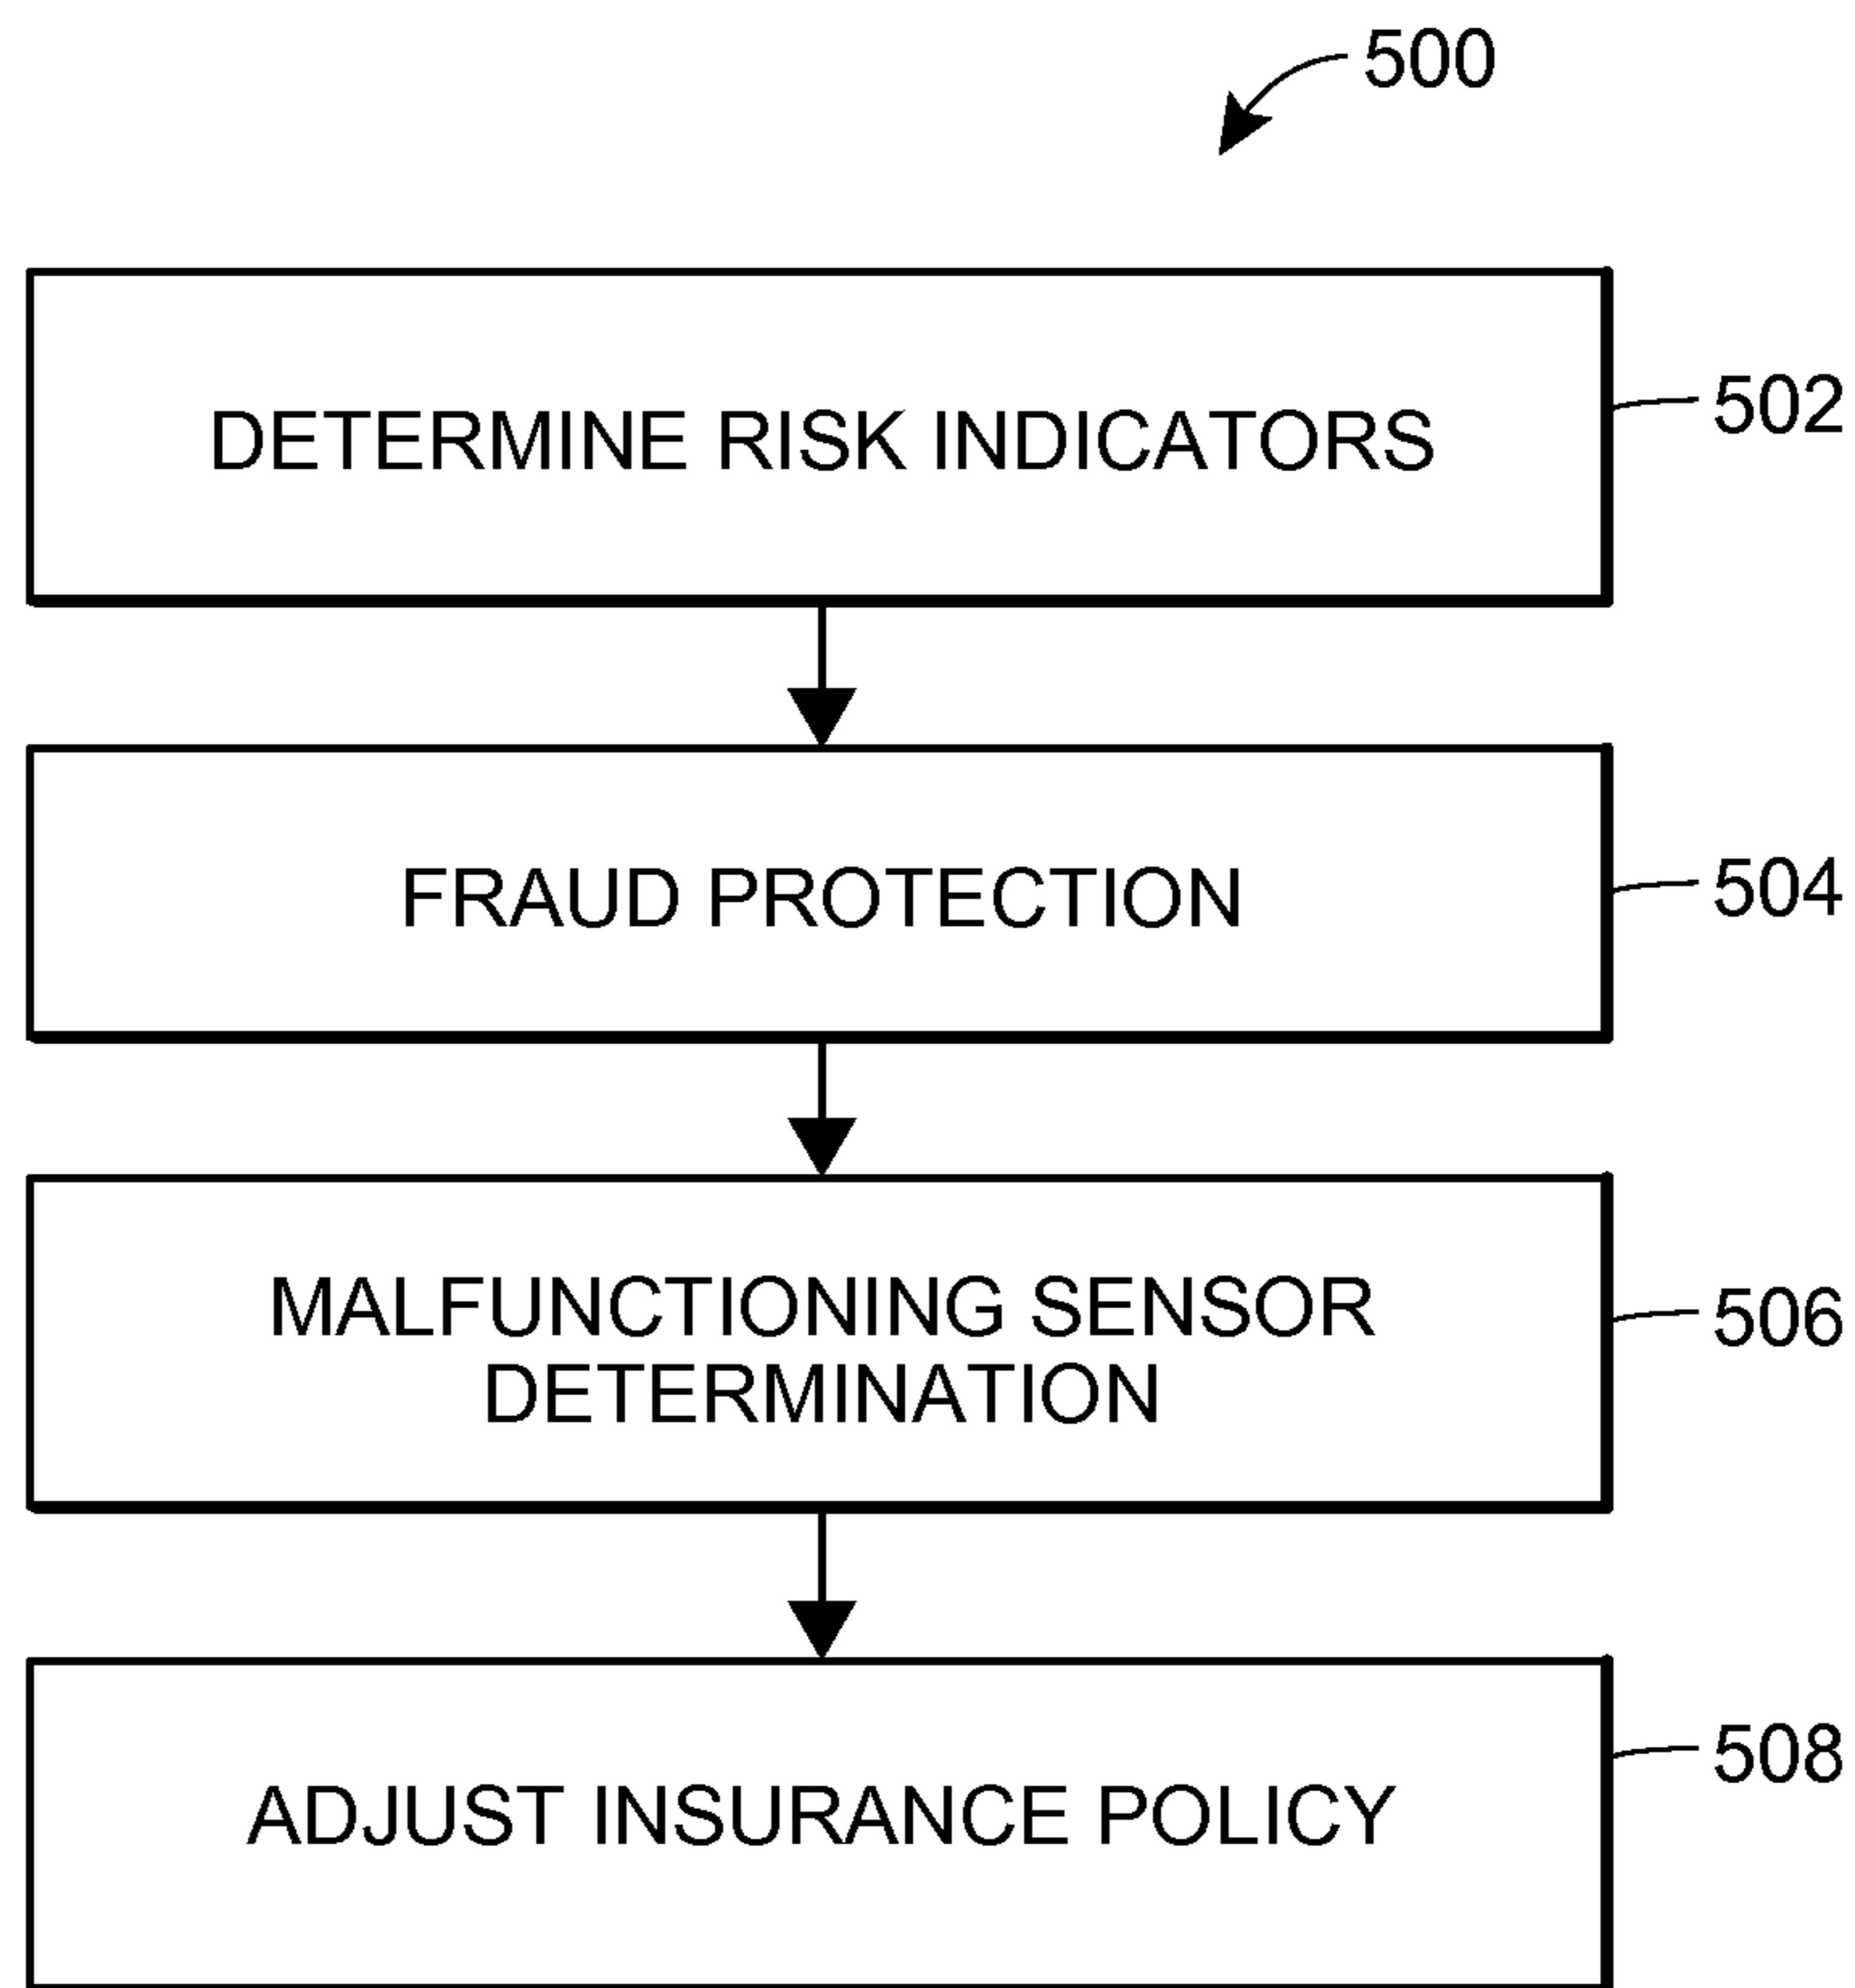 500
DETERMINE RISK INDICATORS
502
FRAUD PROTECTION
504
MALFUNCTIONING SENSOR
DETERMINATION
506
ADJUST INSURANCE POLICY
508